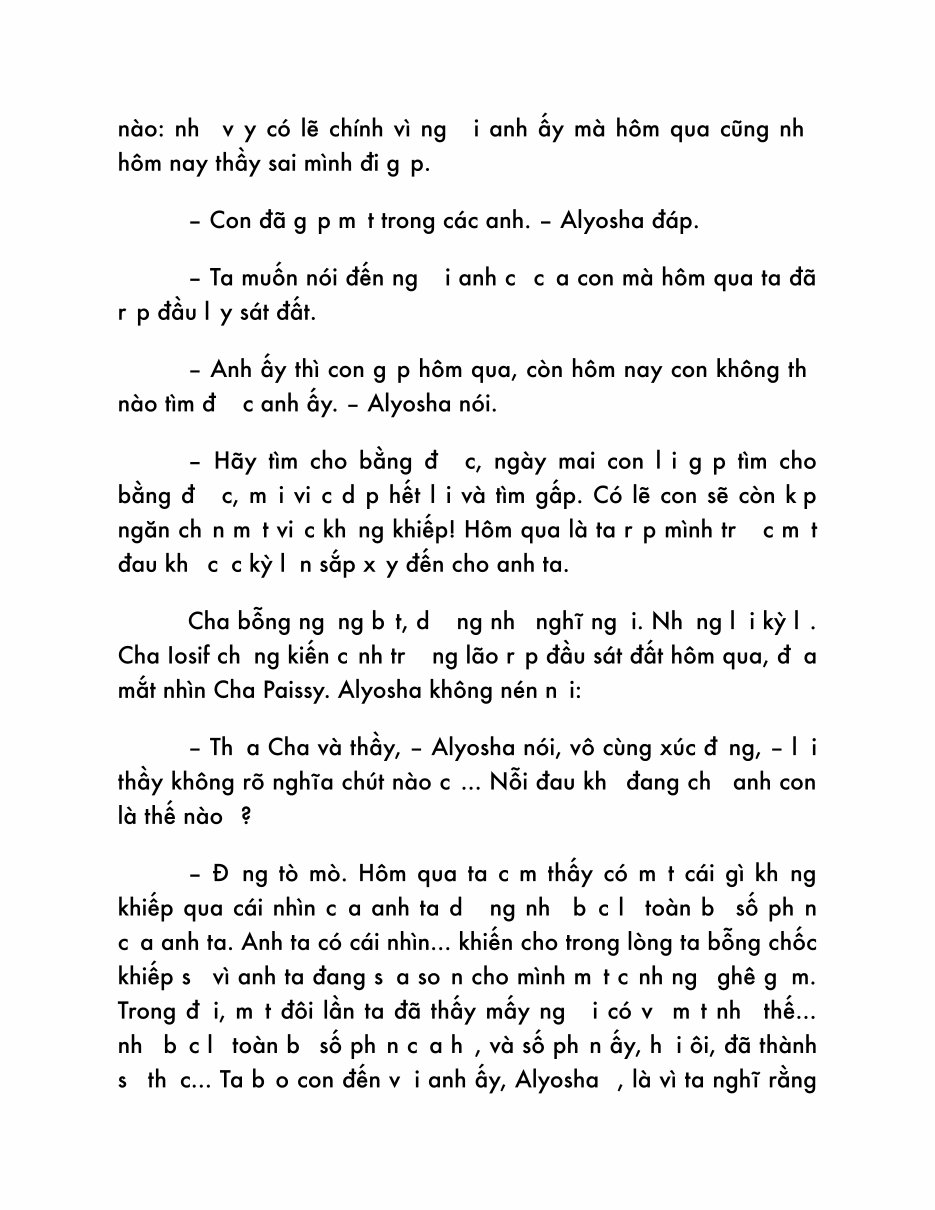 nào: nh v y có lẽ chính vì ng i anh ấy mà hôm qua cũng nh
hôm nay thầy sai mình đi g p.
– Con đã g p m t trong các anh. – Alyosha đáp.
– Ta muốn nói đến ng i anh c c a con mà hôm qua ta đã
r p đầu l y sát đất.
– Anh ấy thì con g p hôm qua, còn hôm nay con không th
nào tìm đ c anh ấy. – Alyosha nói.
– Hãy tìm cho bằng đ c, ngày mai con l i g p tìm cho
bằng đ c, m i vi c d p hết l i và tìm gấp. Có lẽ con sẽ còn k p
ngăn ch n m t vi c kh ng khiếp! Hôm qua là ta r p mình tr c m t
đau kh c c kỳ l n sắp x y đến cho anh ta.
Cha bỗng ng ng b t, d ng nh nghĩ ng i. Nh ng l i kỳ l .
Cha Iosif ch ng kiến c nh tr ng lão r p đầu sát đất hôm qua, đ a
mắt nhìn Cha Paissy. Alyosha không nén n i:
– Th a Cha và thầy, – Alyosha nói, vô cùng xúc đ ng, – l i
thầy không rõ nghĩa chút nào c ... Nỗi đau kh đang ch anh con
là thế nào ?
– Đ ng tò mò. Hôm qua ta c m thấy có m t cái gì kh ng
khiếp qua cái nhìn c a anh ta d ng nh b c l toàn b số ph n
c a anh ta. Anh ta có cái nhìn... khiến cho trong lòng ta bỗng chốc
khiếp s vì anh ta đang s a so n cho mình m t c nh ng ghê g m.
Trong đ i, m t đôi lần ta đã thấy mấy ng i có v m t nh thế...
nh b c l toàn b số ph n c a h , và số ph n ấy, h i ôi, đã thành
s th c... Ta b o con đến v i anh ấy, Alyosha , là vì ta nghĩ rằng